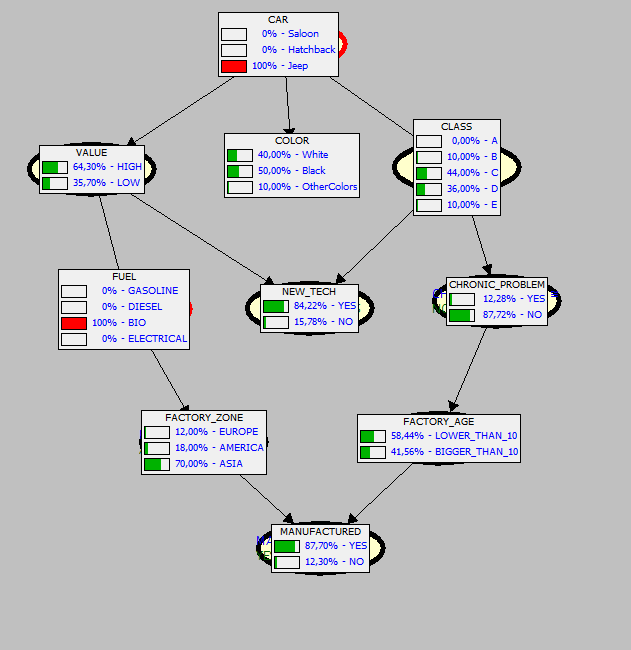 CAR
0% - Saloon
0% - Hatchback
100% - Jeep
VALUE
64,30% - HIGH
35,70% - LOW
COLOR
40,00% - White
50,00% - Black
10,00% - OtherColors
CLASS
0,00% - A
10,00% - B
44,00% - C
36,00% - D
10,00% - E
FUEL
0% - GASOLINE
0% - DIESEL
100% - BIO
0% - ELECTRICAL
NEW_TECH
84,22% - YES
15,78% - NO
CHRONIC_PROBLEM
12,28% - YES
87,72% - NO
FACTORY_ZONE
12,00% - EUROPE
18,00% - AMERICA
70,00% - ASIA
FACTORY_AGE
58,44% - LOWER_THAN_10
41,56% - BIGGER_THAN_10
MANUFACTURED
87,70% - YES
12,30% - NO